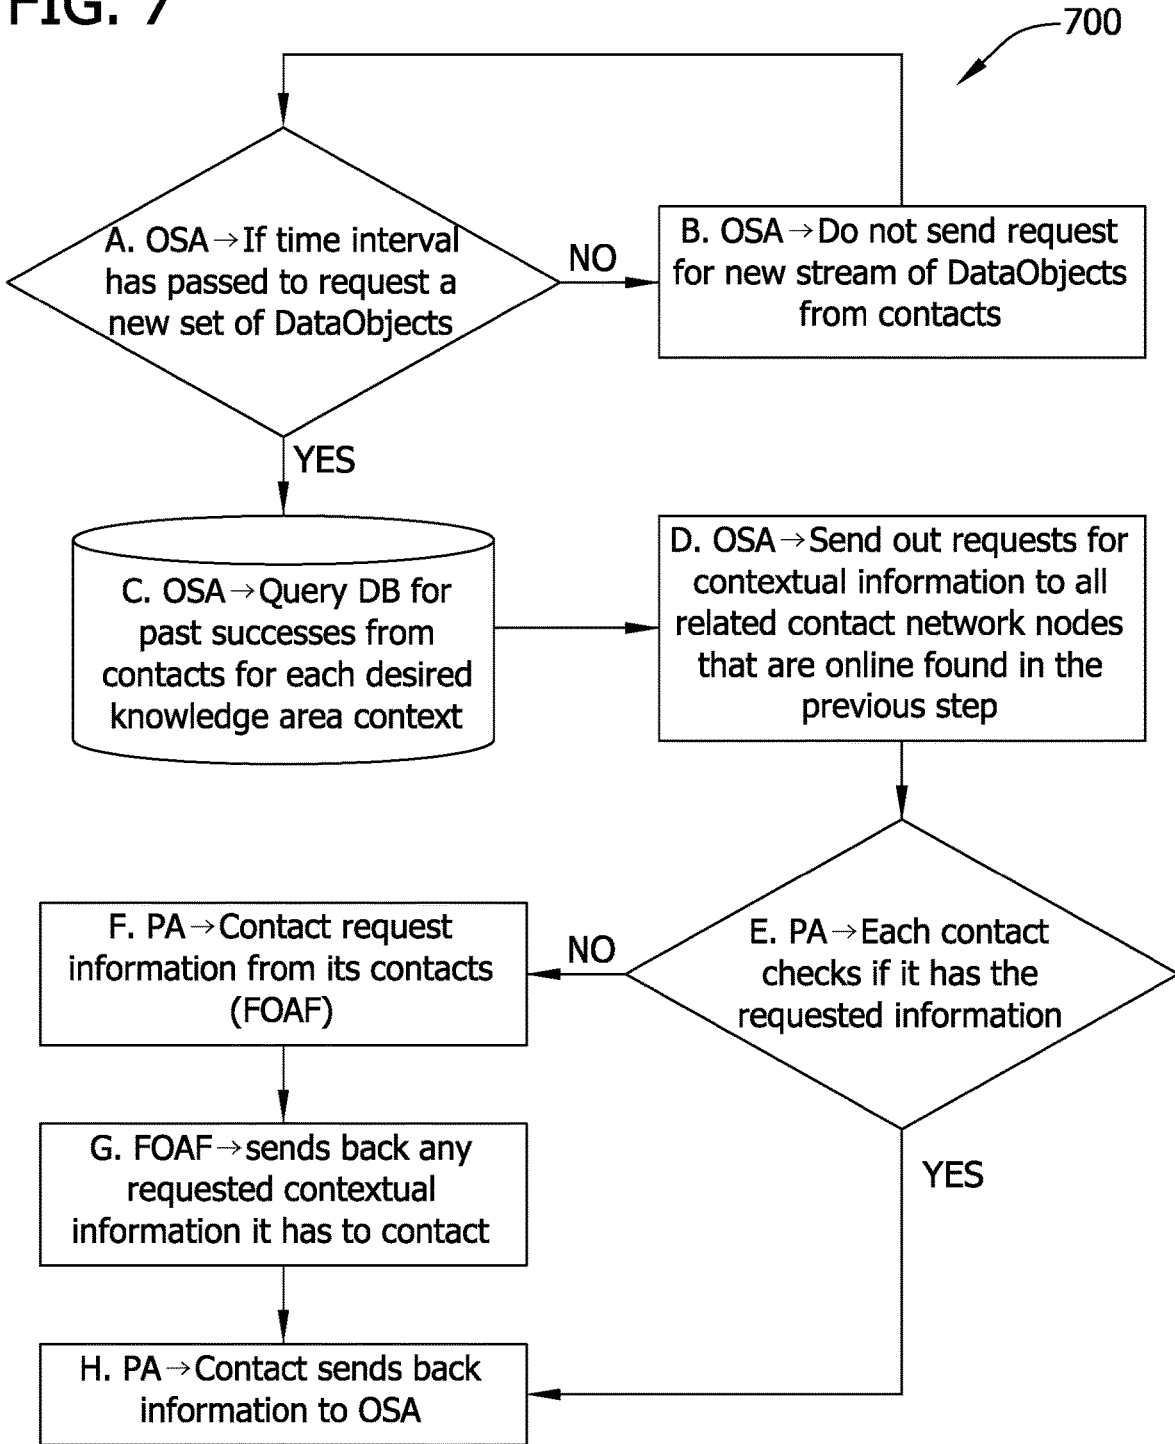 FIG. 7
700
A. OSA→If time interval
has passed to request a
new set of DataObjects
NO
B. OSA→Do not send request
for new stream of DataObjects
from contacts
YES
C. OSA→Query DB for
past successes from
contacts for each desired
knowledge area context
D. OSA→Send out requests for
contextual information to all
related contact network nodes
that are online found in the
previous step
E. PA→Each contact
checks if it has the
requested information
NO
F. PA→Contact request
information from its contacts
(FOAF)
G. FOAF→sends back any
requested contextual
information it has to contact
YES
H. PA→Contact sends back
information to OSA